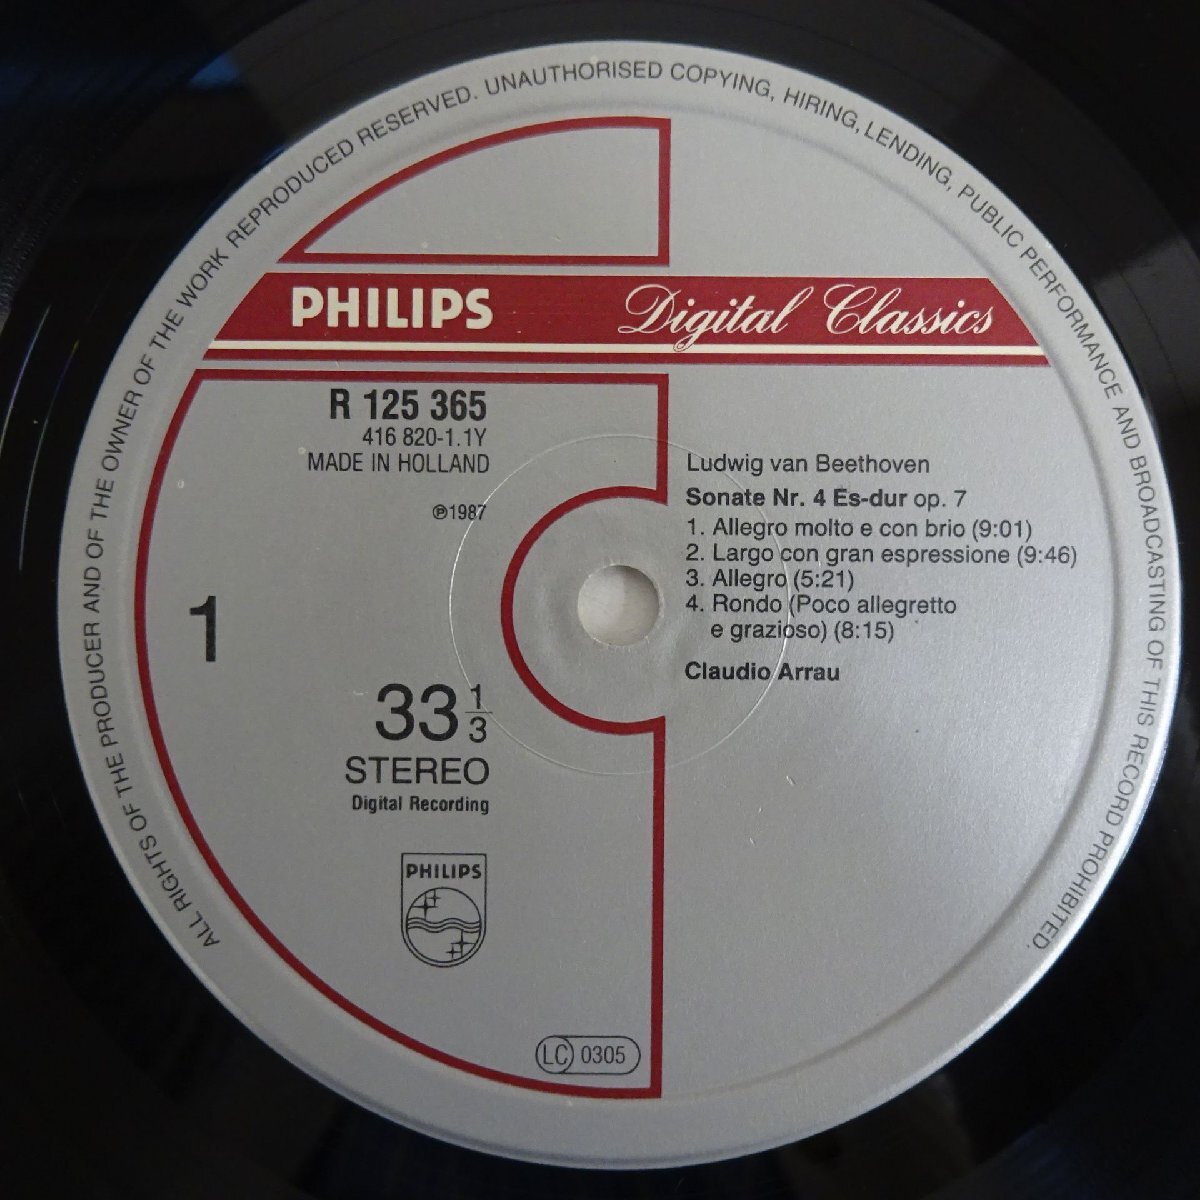 ALL RIGHTS OF THE PRODUCER AND OF THE OWNER OF THE WORK REPRODUCED RESERVED. UNAUTHORISED COPYING, HIRING, LENDING, PUBLIC PERFORMANCE AND BROADCASTING OF THIS RECORD PROHIBITED.
PHILIPS Digital Classics
R 125 365
416 820-1.1Y
MADE IN HOLLAND
℗1987
1
33 1/3
STEREO
Digital Recording
PHILIPS
LC 0305
Ludwig van Beethoven
Sonate Nr. 4 Es-dur op. 7
1. Allegro molto e con brio (9:01)
2. Largo con gran espressione (9:46)
3. Allegro (5:21)
4. Rondo (Poco allegretto
e grazioso) (8:15)
Claudio Arrau